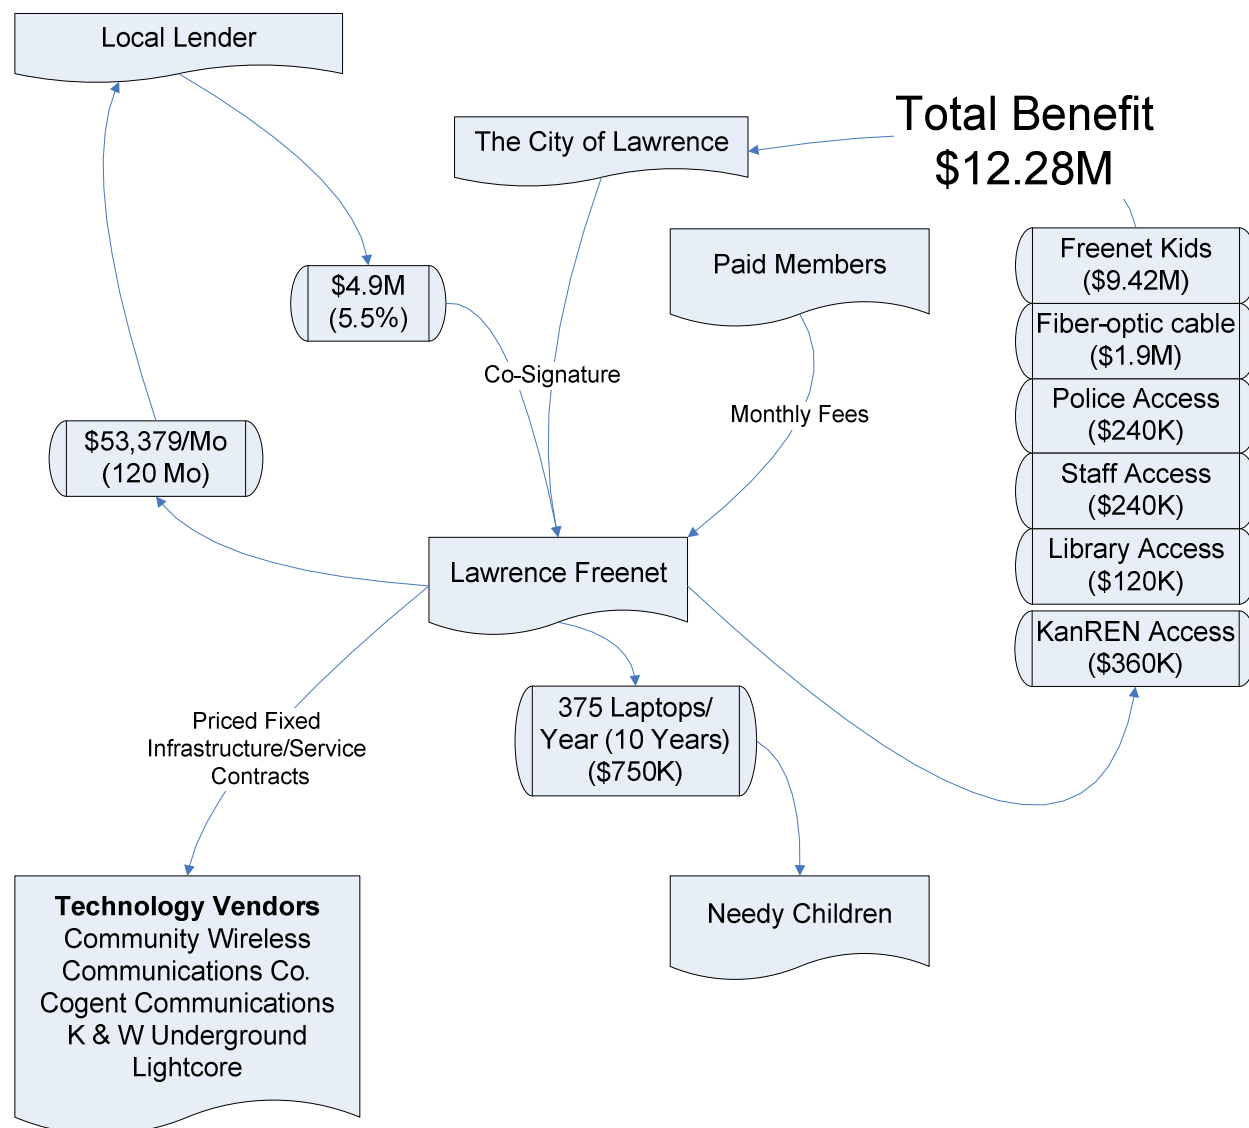 Local Lender
Total Benefit
$12.28M
The City of Lawrence
Paid Members
Freenet Kids
($9.42M)
$4.9M
(5.5%)
Fiber-optic cable
($1.9M)
Co-Signature
Monthly Fees
Police Access
($240K)
$53,379/Mo
(120 Mo)
Staff Access
($240K)
Library Access
($120K)
Lawrence Freenet
KanREN Access
($360K)
Priced Fixed
Infrastructure/Service
Contracts
375 Laptops/
Year (10 Years)
($750K)
Technology Vendors
Community Wireless
Communications Co.
Cogent Communications
K & W Underground
Lightcore
Needy Children